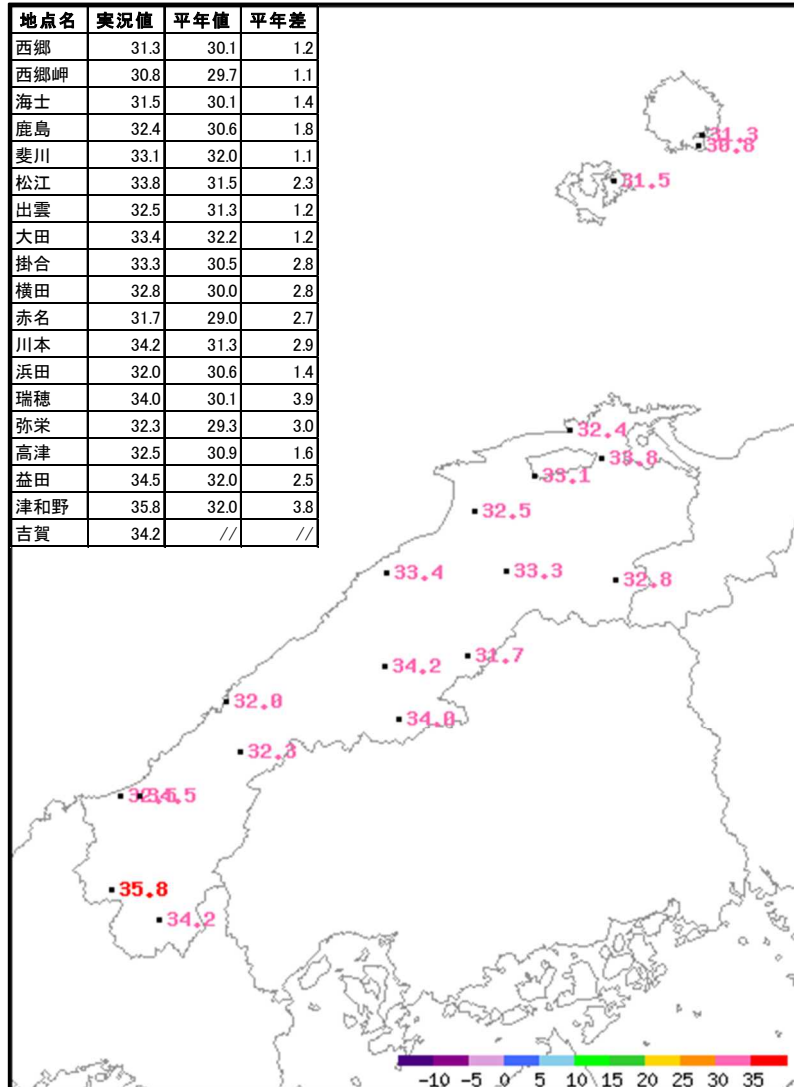 地点名 実況値 平年値 平年差
西郷 31.3 30.1 1.2
西郷岬 30.8 29.7 1.1
海士 31.5 30.1 1.4
鹿島 32.4 30.6 1.8
斐川 33.1 32.0 1.1
松江 33.8 31.5 2.3
出雲 32.5 31.3 1.2
大田 33.4 32.2 1.2
掛合 33.3 30.5 2.8
横田 32.8 30.0 2.8
赤名 31.7 29.0 2.7
川本 34.2 31.3 2.9
浜田 32.0 30.6 1.4
瑞穂 34.0 30.1 3.9
弥栄 32.3 29.3 3.0
高津 32.5 30.9 1.6
益田 34.5 32.0 2.5
津和野 35.8 32.0 3.8
吉賀 34.2 // //
31.3
30.8
31.5
32.4
33.8
33.1
32.5
33.4 33.3 32.8
31.7
34.2
32.0
34.0
32.3
32.5 34.5
35.8
34.2
-10 -5 0 5 10 15 20 25 30 35